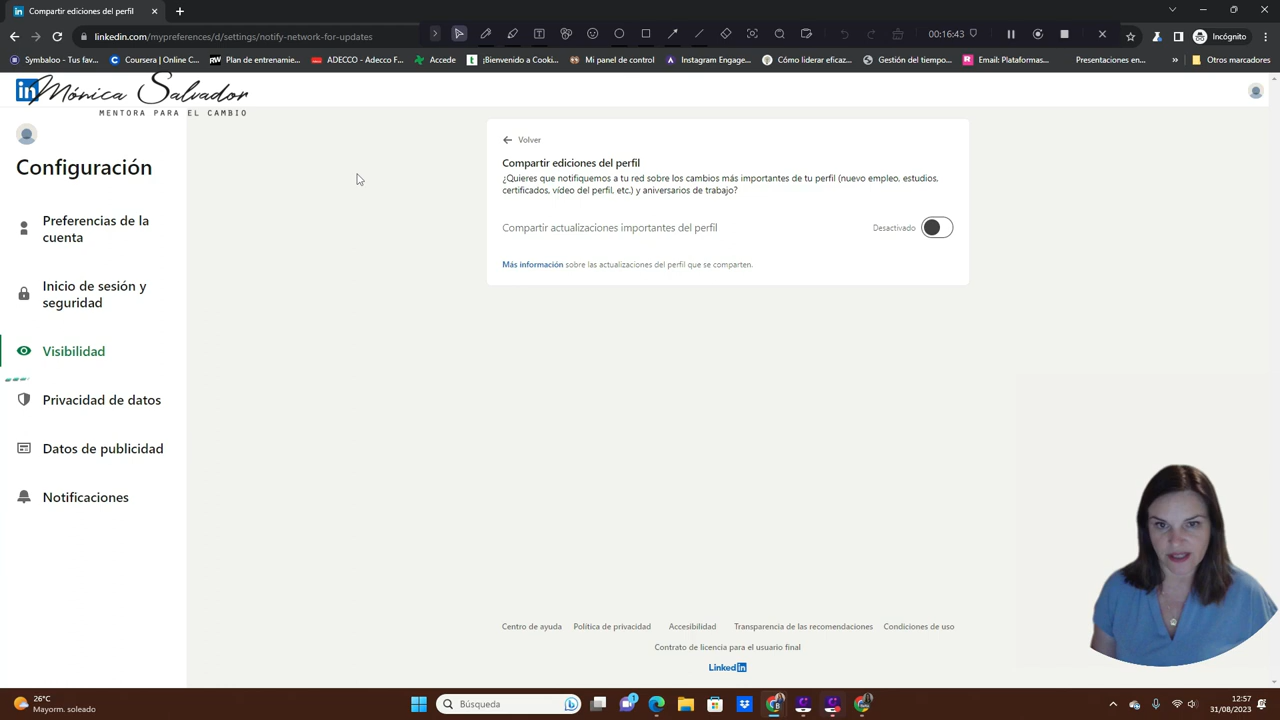 Compartir ediciones del perfil
linkedin.com/mypreferences/d/settings/notify-network-for-updates
00:16:43
Incógnito
Symbaloo - Tus fav...
Coursera | Online C...
Plan de entrenamie...
ADECCO - Adecco F...
Accede
¡Bienvenido a Cook...
Mi panel de control
Instagram Engage...
Cómo liderar eficaz...
Gestión del tiempo...
Email: Plataforma...
Presentaciones en...
»
Otros marcadores
in
Mónica Salvador
MENTORA PARA EL CAMBIO
Configuración
Preferencias de la
cuenta
Inicio de sesión y
seguridad
Visibilidad
Privacidad de datos
Datos de publicidad
Notificaciones
Volver
Compartir ediciones del perfil
¿Quieres que notifiquemos a tu red sobre los cambios más importantes de tu perfil (nuevo empleo, estudios,
certificados, vídeo del perfil, etc.) y aniversarios de trabajo?
Compartir actualizaciones importantes del perfil
Desactivado
Más información sobre las actualizaciones del perfil que se comparten.
Centro de ayuda
Política de privacidad
Accesibilidad
Transparencia de las recomendaciones
Condiciones de uso
Contrato de licencia para el usuario final
Linkedin
26°C
Mayorm. soleado
Búsqueda
12:57
31/08/2023